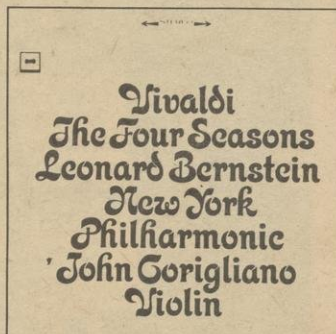 Vivaldi
The Four Seasons
Leonard Bernstein
New York
Philharmonic
John Corigliano
Violin